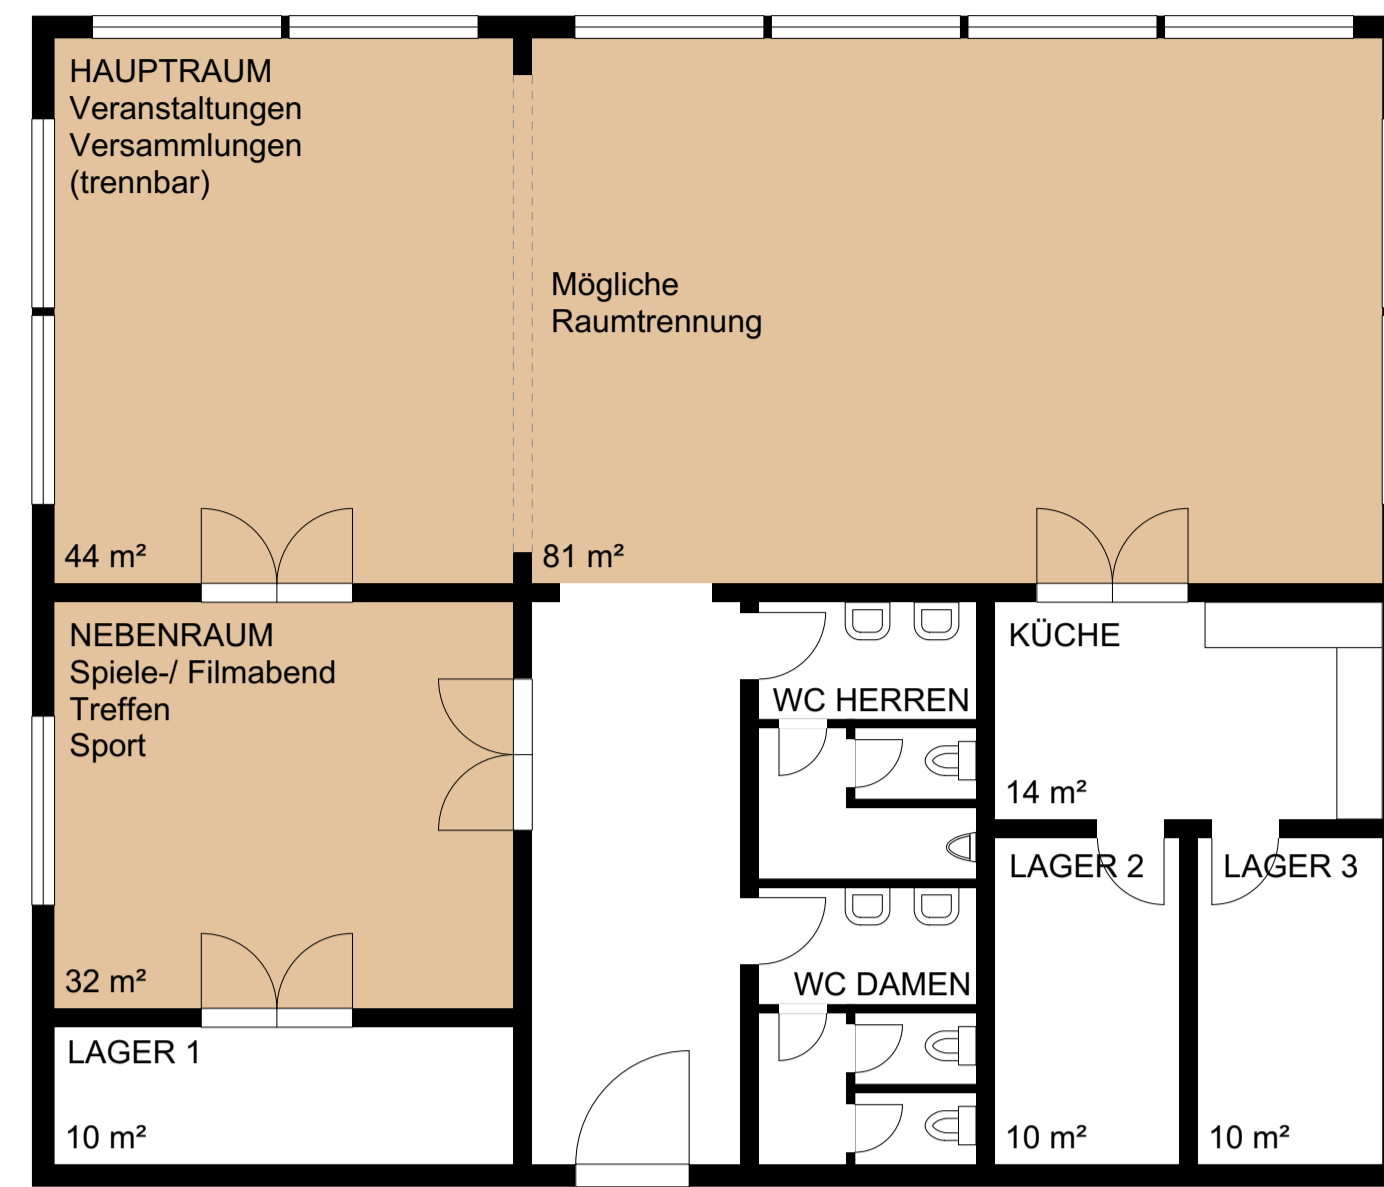 HAUPTRAUM
Veranstaltungen
Versammlungen
(trennbar)
Mögliche
Raumtrennung
44 m²
81 m²
NEBENRAUM
Spiele-/ Filmabend
Treffen
Sport
32 m²
WC HERREN
KÜCHE
14 m²
LAGER 2
LAGER 3
WC DAMEN
LAGER 1
10 m²
10 m²
10 m²